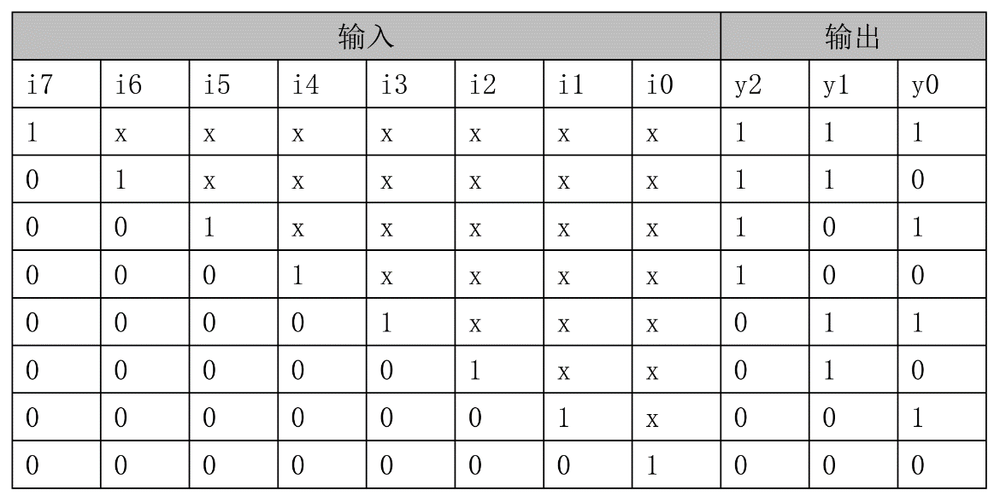 输入 输出
i7 i6 i5 i4 i3 i2 i1 i0 y2 y1 y0
1 x x x x x x x 1 1 1
0 1 x x x x x x 1 1 0
0 0 1 x x x x x 1 0 1
0 0 0 1 x x x x 1 0 0
0 0 0 0 1 x x x 0 1 1
0 0 0 0 0 1 x x 0 1 0
0 0 0 0 0 0 1 x 0 0 1
0 0 0 0 0 0 0 1 0 0 0